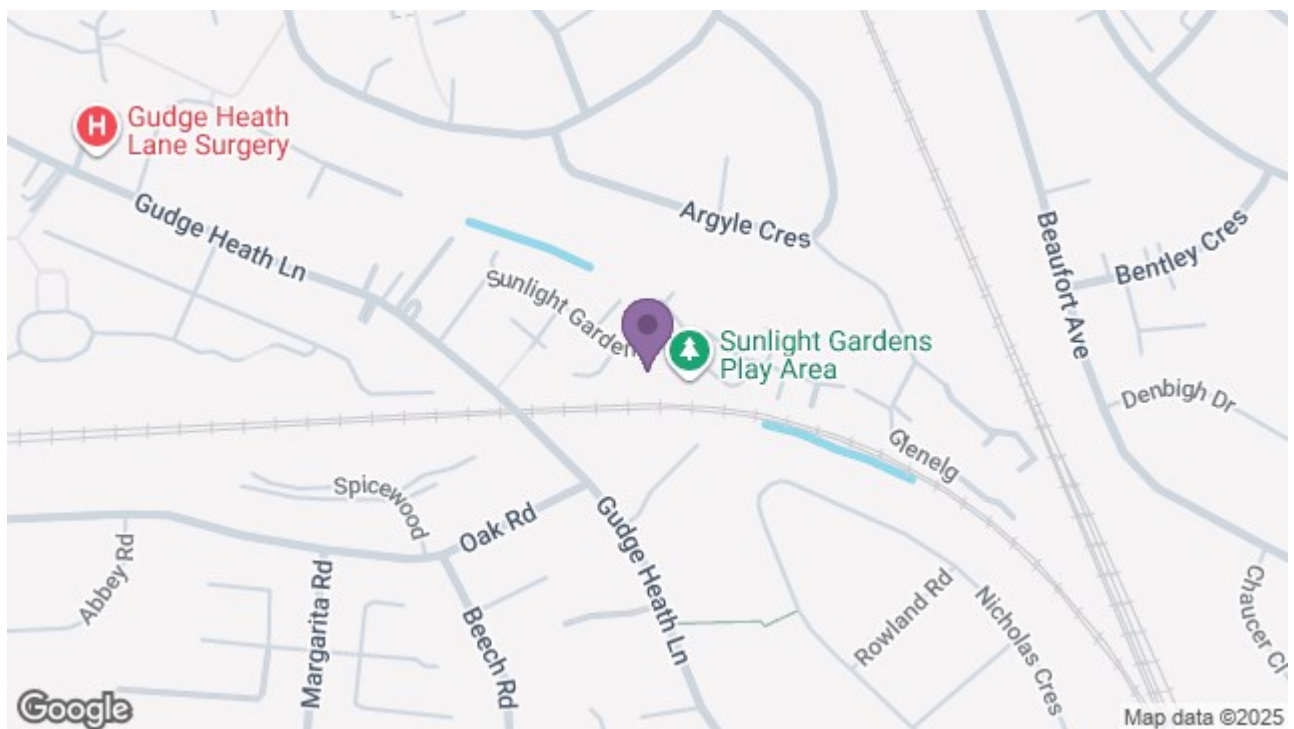 Gudge Heath
Lane Surgery
Gudge Heath Ln
Argyle Cres
Beaufort Ave
Bentley Cres
Sunlight Gardens
Sunlight Gardens
Play Area
Denbigh Dr
Glenelg
Spicewood
Oak Rd
Gudge Heath Ln
Abbey Rd
Margarita Rd
Beech Rd
Rowland Rd
Nicholas Cres
Chaucer Cl
Google
Map data ©2025